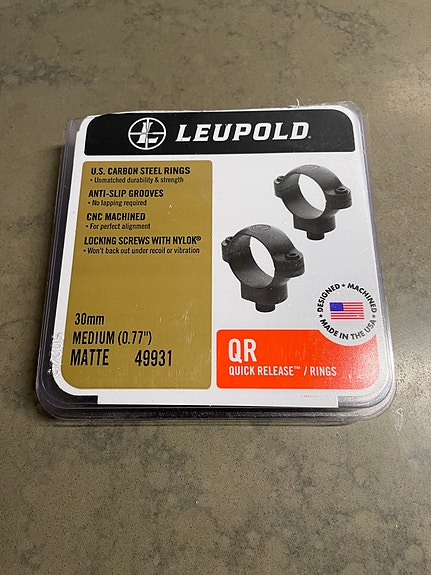 LEUPOLD
U.S. CARBON STEEL RINGS
• Unmatched durability & strength
ANTI-SLIP GROOVES
• No lapping required
CNC MACHINED
• For perfect alignment
LOCKING SCREWS WITH NYLOK®
• Won't back out under recoil or vibration
30mm
MEDIUM (0.77")
MATTE 49931
DESIGNED • MACHINED
MADE IN THE USA
QR
QUICK RELEASE™ / RINGS